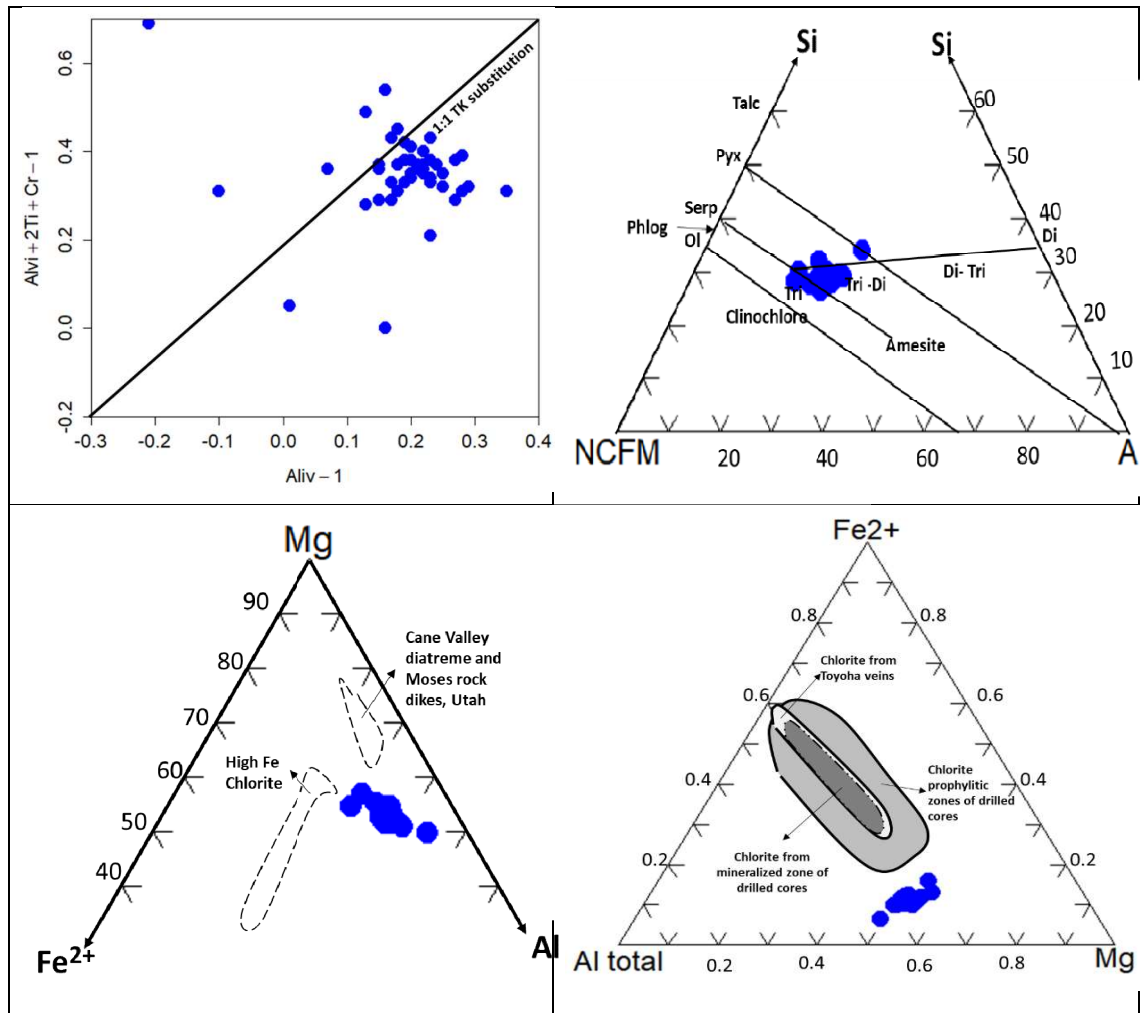 0.6
0.4
0.2
0.0
-0.2
Alvi + 2Ti + Cr − 1
1:1 TK substitution
-0.3
-0.2
-0.1
0.0
0.1
0.2
0.3
0.4
Aliv − 1
Si
Si
Talc
Pyx
Serp
Phlog
Ol
60
50
40
Di
30
20
10
Di- Tri
Tri -Di
Tri
Clinochlore
Amesite
NCFM
20
40
60
80
A
Mg
90
80
70
60
50
40
Cane Valley
diatreme and
Moses rock
dikes, Utah
High Fe
Chlorite
Fe2+
Al
Fe2+
0.8
0.8
0.6
0.6
0.4
0.4
0.2
0.2
Chlorite from
Toyoha veins
Chlorite
prophylitic
zones of drilled
cores
Chlorite from
mineralized zone of
drilled cores
Al total
0.2
0.4
0.6
0.8
Mg